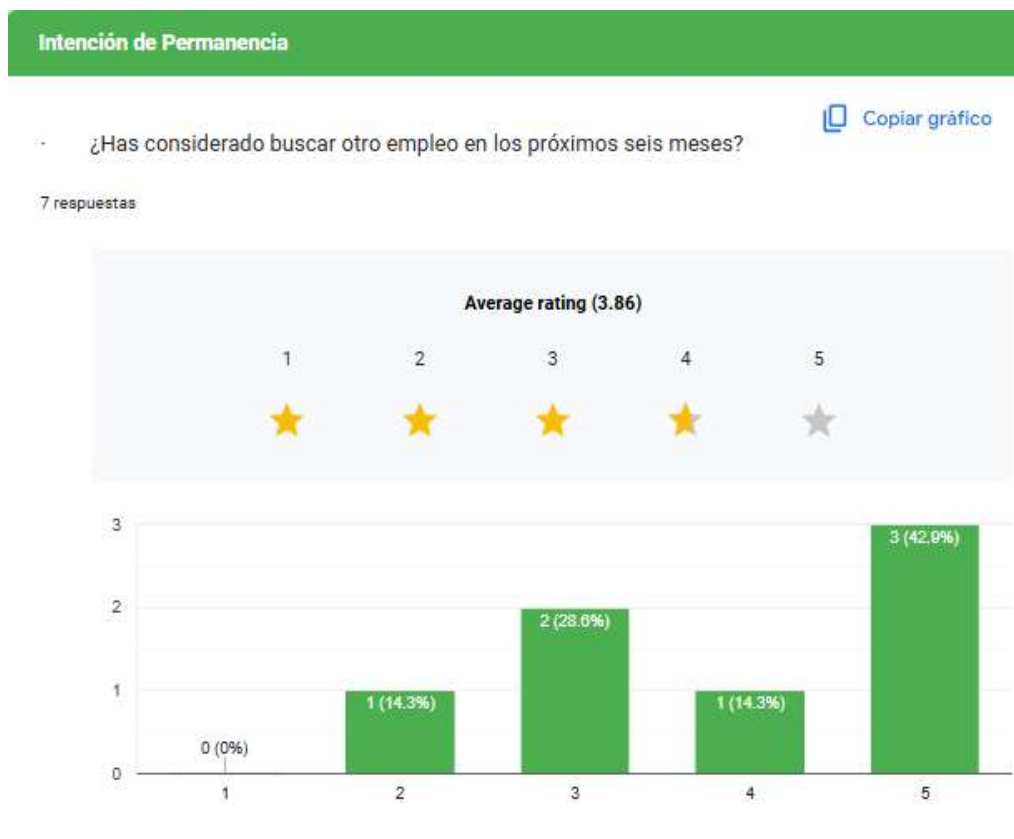 Intención de Permanencia
Copiar gráfico
· ¿Has considerado buscar otro empleo en los próximos seis meses?
7 respuestas
Average rating (3.86)
1 2 3 4 5
3
3 (42.9%)
2
2 (28.6%)
1
1 (14.3%) 1 (14.3%)
0 (0%)
0
1 2 3 4 5